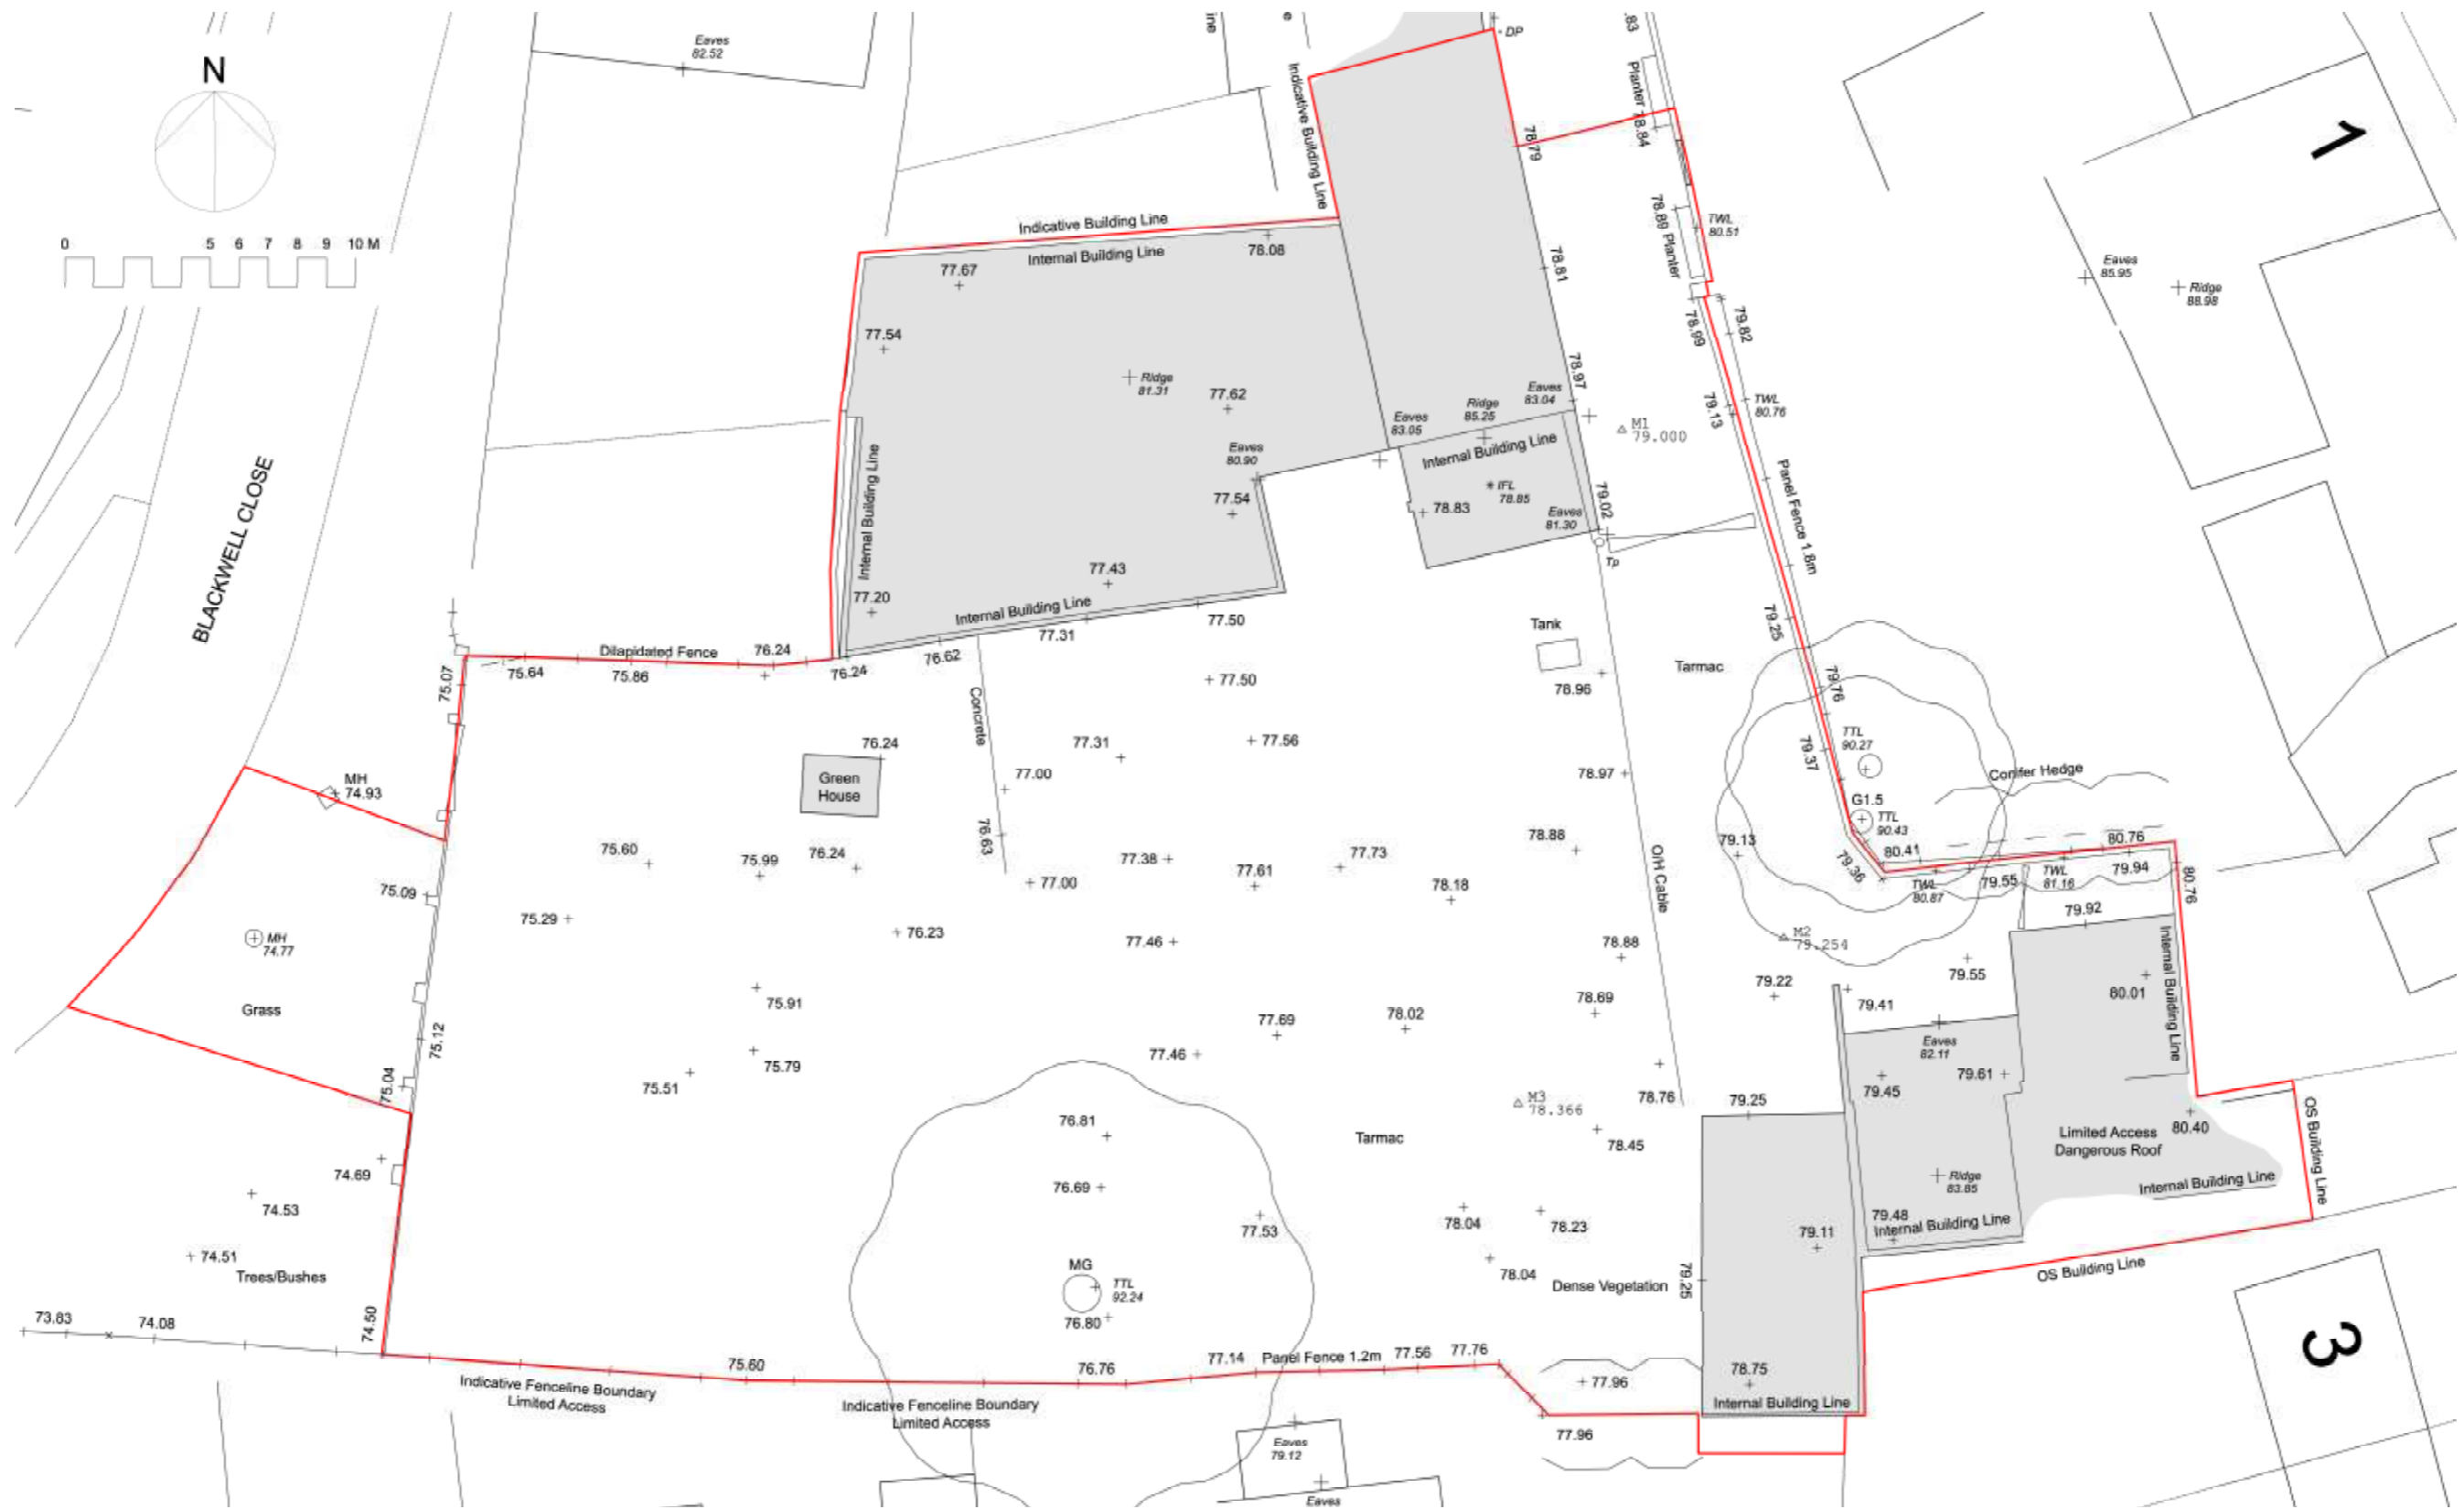 N
0 5 6 7 8 9 10 M
Eaves
82.52
DP
Indicative Building Line
Planter 78.84
78.79
78.89 Planter
TWL
80.51
1
Eaves
85.95
Ridge
88.98
Indicative Building Line
Internal Building Line
78.08
77.67
77.54
Ridge
81.31
77.62
78.81
78.97
78.99
79.82
79.13
TWL
80.76
Eaves
83.04
Ridge
85.25
Eaves
83.05
Internal Building Line
M1
79.000
Eaves
80.90
77.54
IFL
78.85
78.83
Eaves
81.30
79.02
TP
Panel Fence 1.8m
BLACKWELL CLOSE
Internal Building Line
77.20
77.43
Internal Building Line
77.31
77.50
Tank
79.25
Dilapidated Fence
76.24
76.24
76.62
75.07
75.64
75.86
Concrete
77.50
78.96
Tarmac
79.76
MH
74.93
Green
House
76.24
77.31
77.56
77.00
78.97
79.37
TTL
90.27
Conifer Hedge
G1.5
TTL
90.43
76.63
75.60
75.99
76.24
77.38
77.61
77.73
78.88
79.13
79.36
80.41
80.76
80.76
TWL
80.87
79.55
TWL
81.16
79.94
75.09
77.00
78.18
O/H Cable
79.92
75.29
76.23
77.46
78.88
M2
79.254
MH
74.77
79.55
Internal Building Line
Grass
75.91
79.22
79.41
80.01
75.12
78.69
77.69
78.02
77.46
75.79
75.51
75.04
Eaves
82.11
79.45
79.61
M3
78.366
78.76
79.25
76.81
Tarmac
78.45
Limited Access
Dangerous Roof
80.40
OS Building Line
74.69
74.53
76.69
Ridge
83.85
Internal Building Line
77.53
78.04
78.23
79.11
79.48
Internal Building Line
74.51
Trees/Bushes
MG
TTL
92.24
78.04
Dense Vegetation
79.25
OS Building Line
73.83
74.08
74.50
76.80
3
75.60
76.76
77.14
Panel Fence 1.2m
77.56
77.76
77.96
78.75
Internal Building Line
Indicative Fenceline Boundary
Limited Access
Indicative Fenceline Boundary
Limited Access
77.96
Eaves
79.12
Eaves